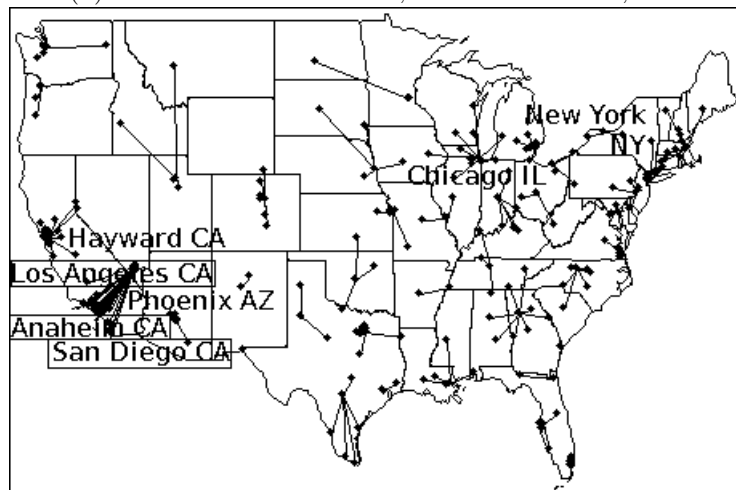 New York
NY
Chicago IL
Hayward CA
Los Angeles CA
Phoenix AZ
Anaheim CA
San Diego CA